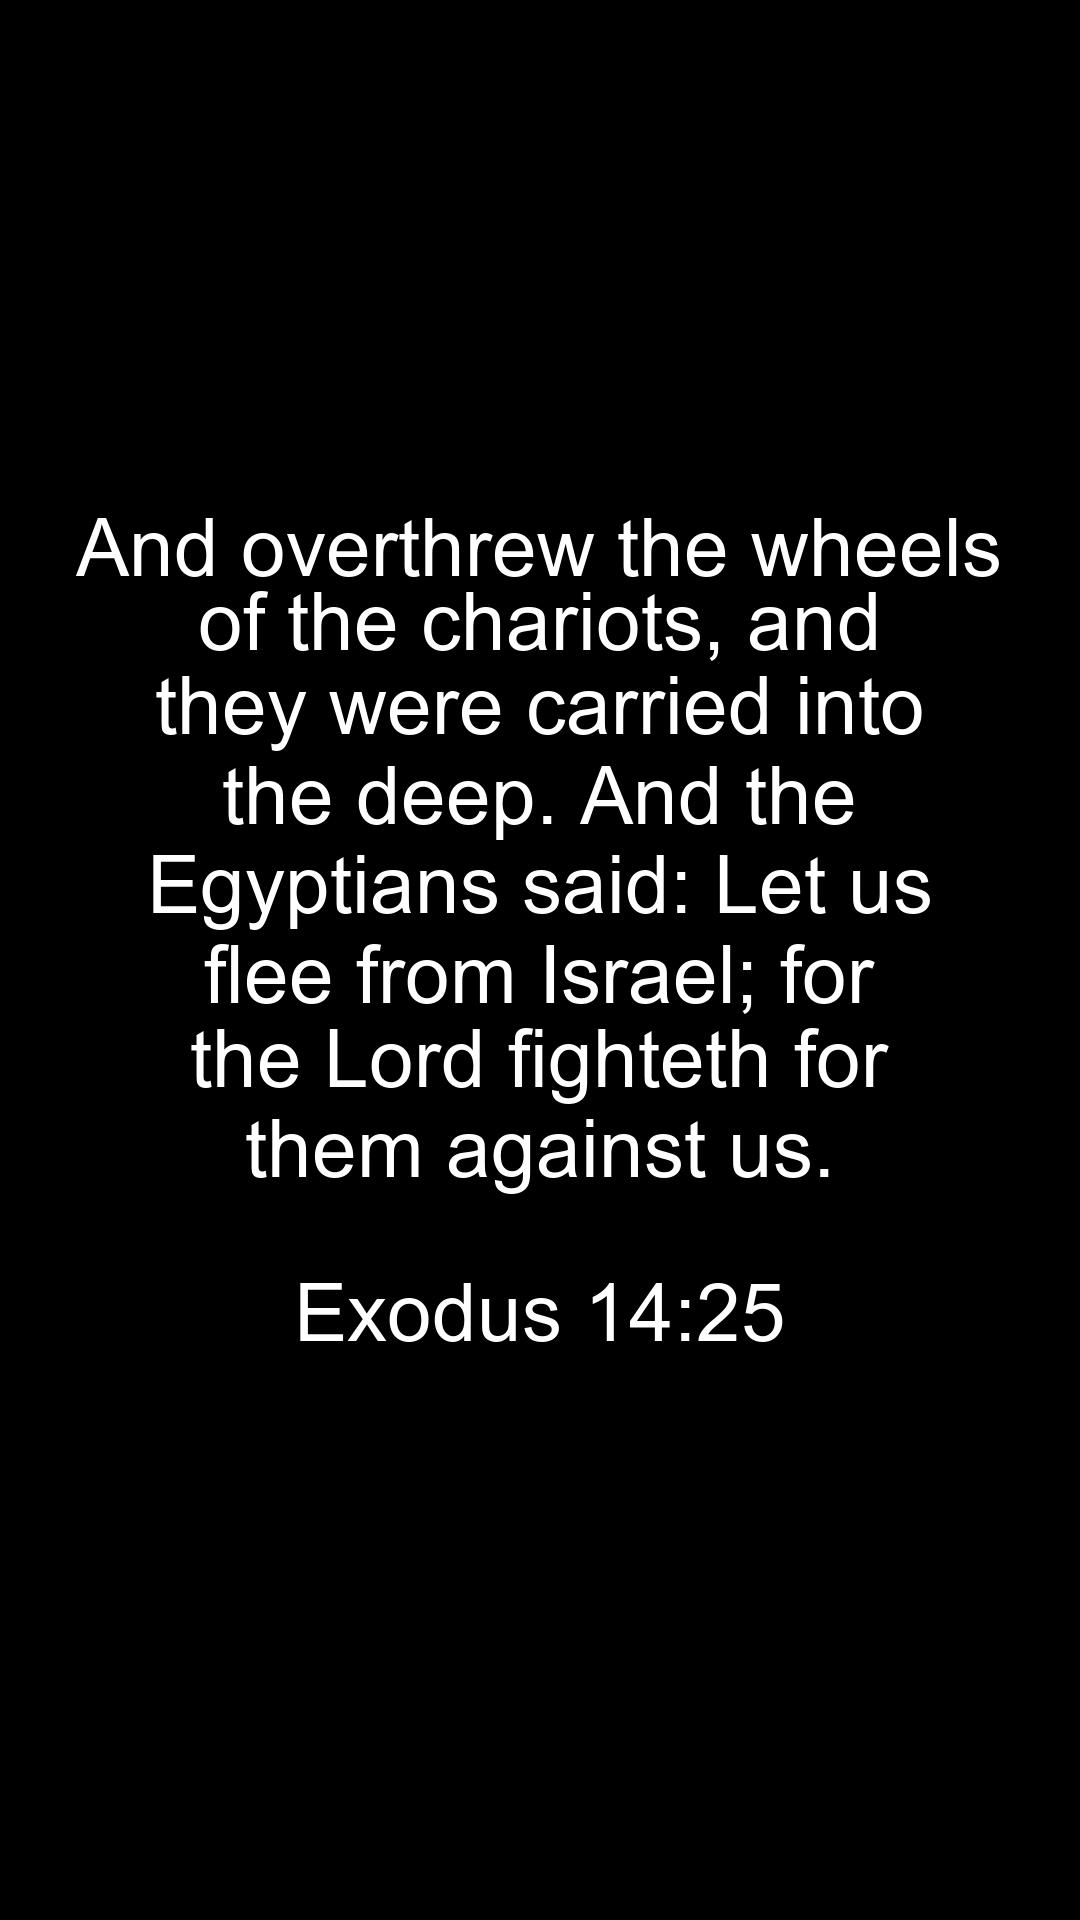 And overthrew the wheels
of the chariots, and
they were carried into
the deep. And the
Egyptians said: Let us
flee from Israel; for
the Lord fighteth for
them against us.
Exodus 14:25